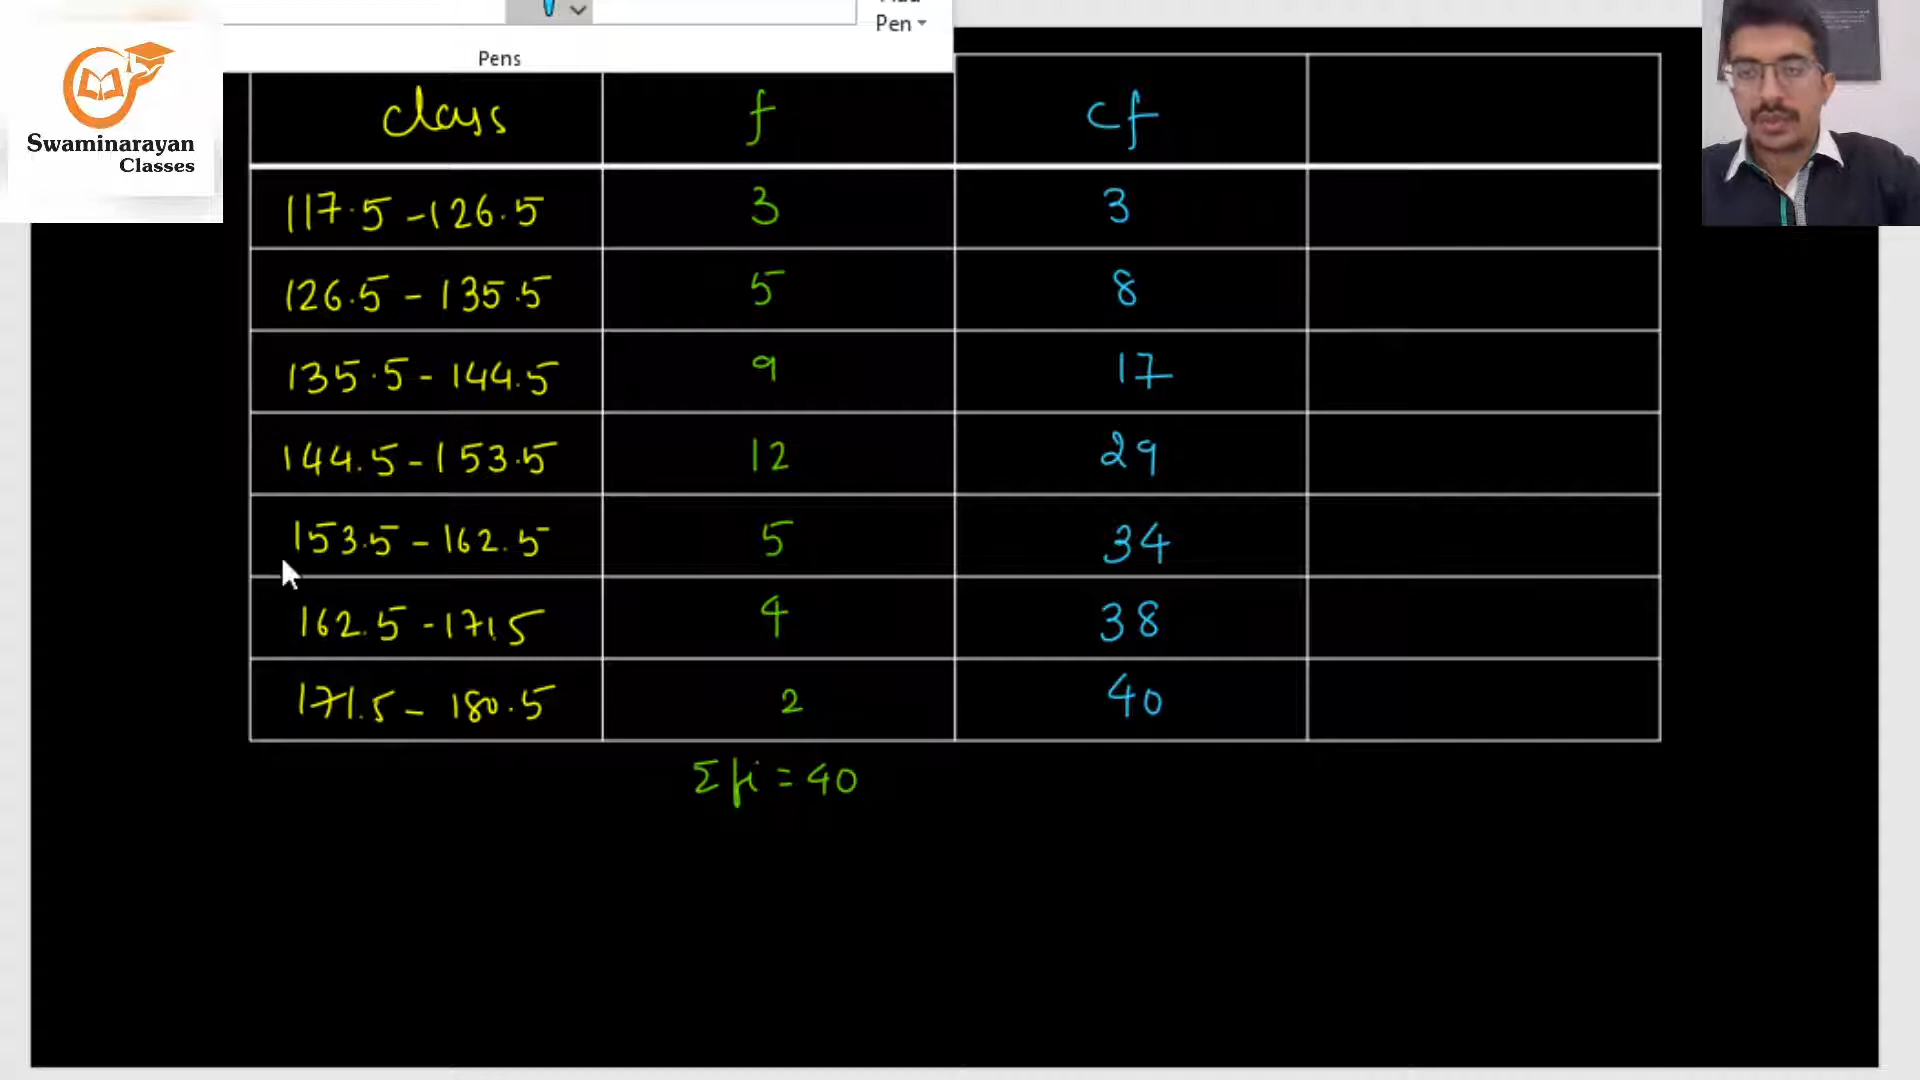 Pen
Pens
Swaminarayan
Classes
class f cf
117.5 - 126.5 3 3
126.5 - 135.5 5 8
135.5 - 144.5 9 17
144.5 - 153.5 12 29
153.5 - 162.5 5 34
162.5 - 171.5 4 38
171.5 - 180.5 2 40
Σfi = 40